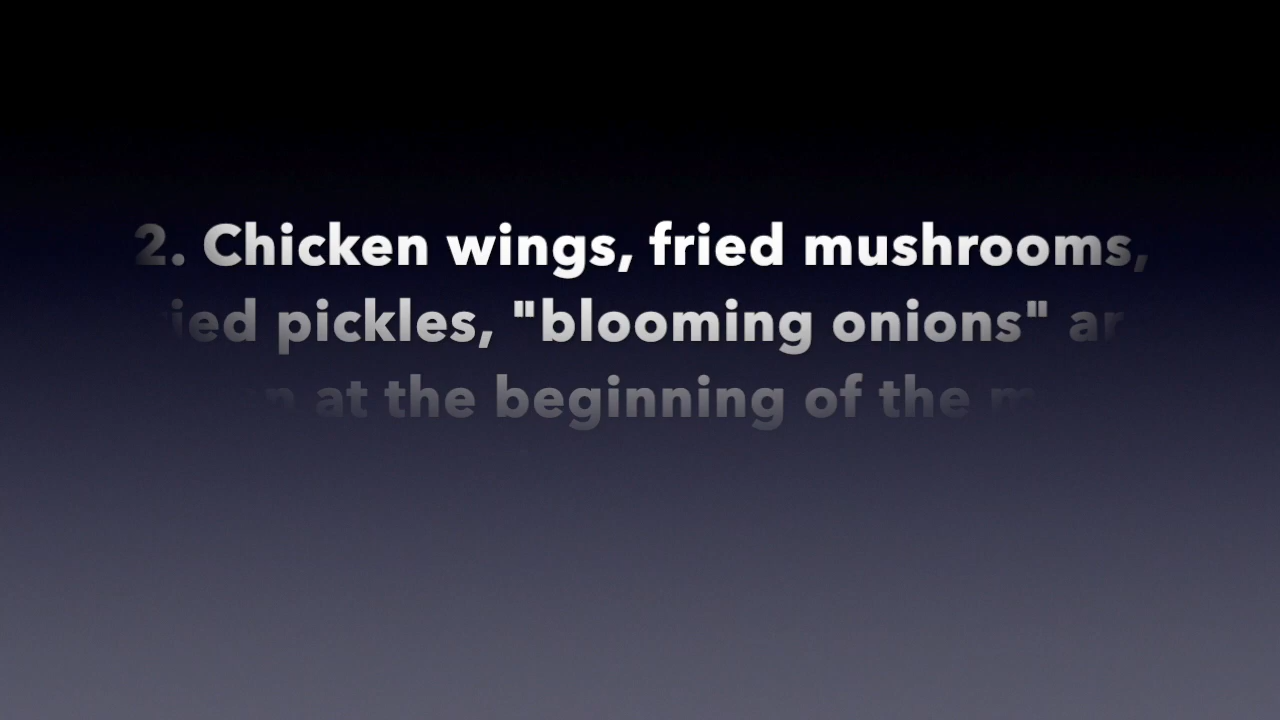 2. Chicken wings, fried mushrooms,
pickles, "blooming onions"
at the beginning of the